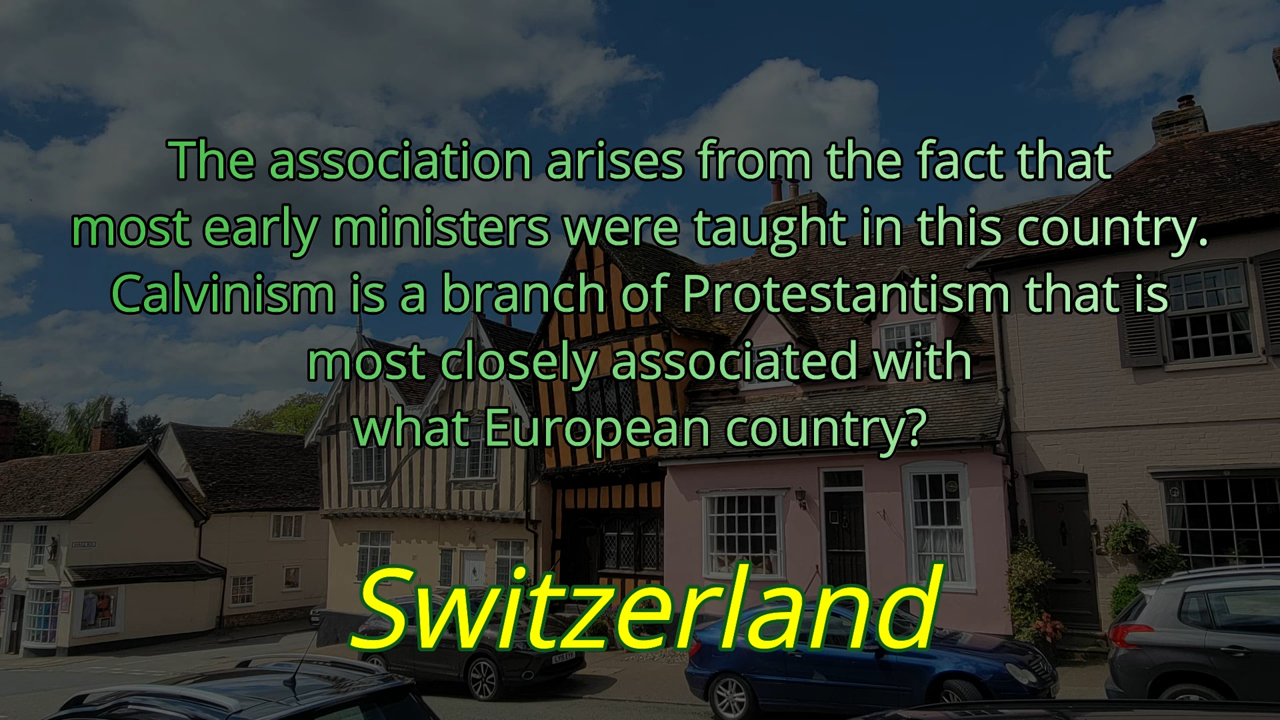 The association arises from the fact that
most early ministers were taught in this country.
Calvinism is a branch of Protestantism that is
most closely associated with
what European country?
Switzerland